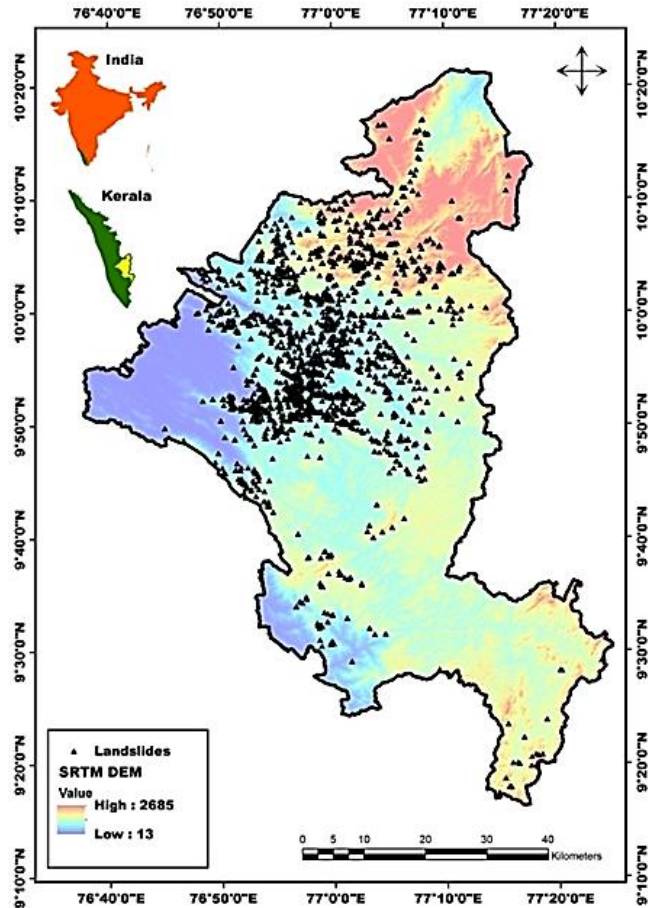 76°40'0"E 76°50'0"E 77°0'0"E 77°10'0"E 77°20'0"E
India
Kerala
10°20'0"N
10°10'0"N
10°0'0"N
9°50'0"N
9°40'0"N
9°30'0"N
9°20'0"N
9°10'0"N
10°20'0"N
10°10'0"N
10°0'0"N
9°50'0"N
9°40'0"N
9°30'0"N
9°20'0"N
9°10'0"N
Landslides
SRTM DEM
Value
High : 2685
Low : 13
0 2.5 5 10 20 30 40
Kilometers
76°40'0"E 76°50'0"E 77°0'0"E 77°10'0"E 77°20'0"E